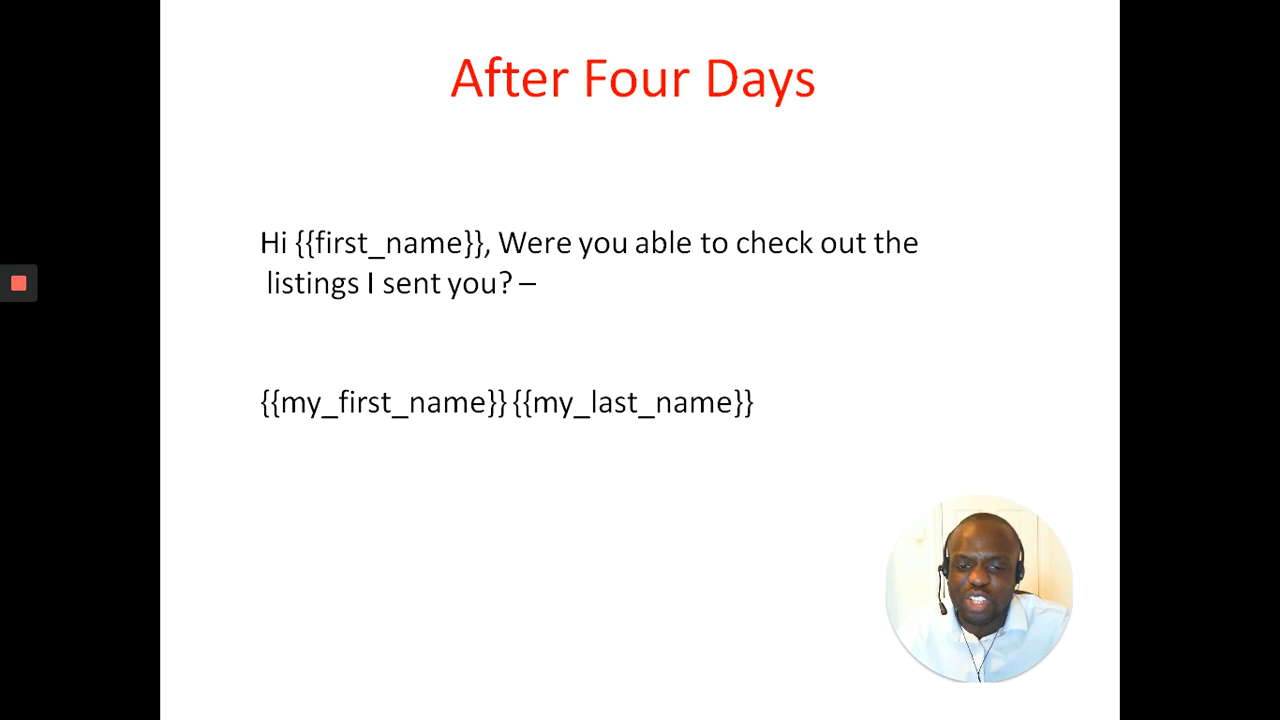 After Four Days
Hi {{first_name}}, Were you able to check out the
listings I sent you? –
{{my_first_name}} {{my_last_name}}